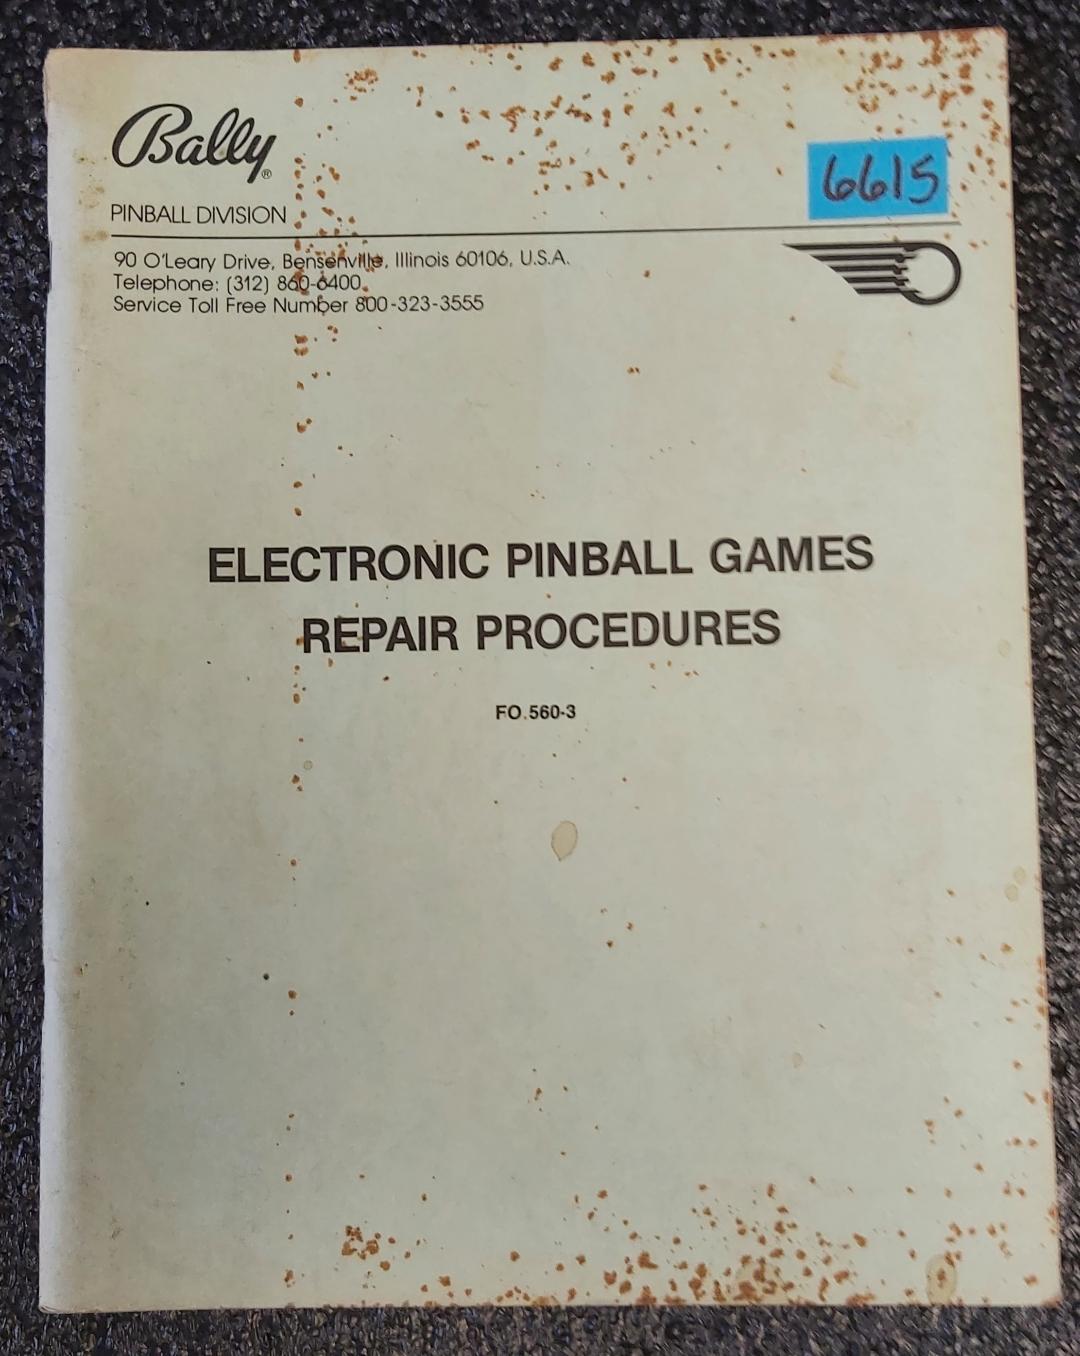 Bally®
6615
PINBALL DIVISION
90 O'Leary Drive, Bensenville, Illinois 60106, U.S.A.
Telephone: (312) 860-6400
Service Toll Free Number 800-323-3555
ELECTRONIC PINBALL GAMES
REPAIR PROCEDURES
FO.560-3